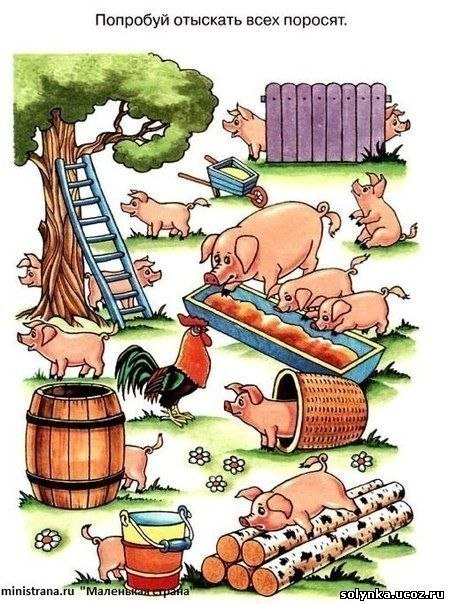 Попробуй отыскать всех поросят.
ministrana.ru "Маленькая страна"
solynka.ucoz.ru